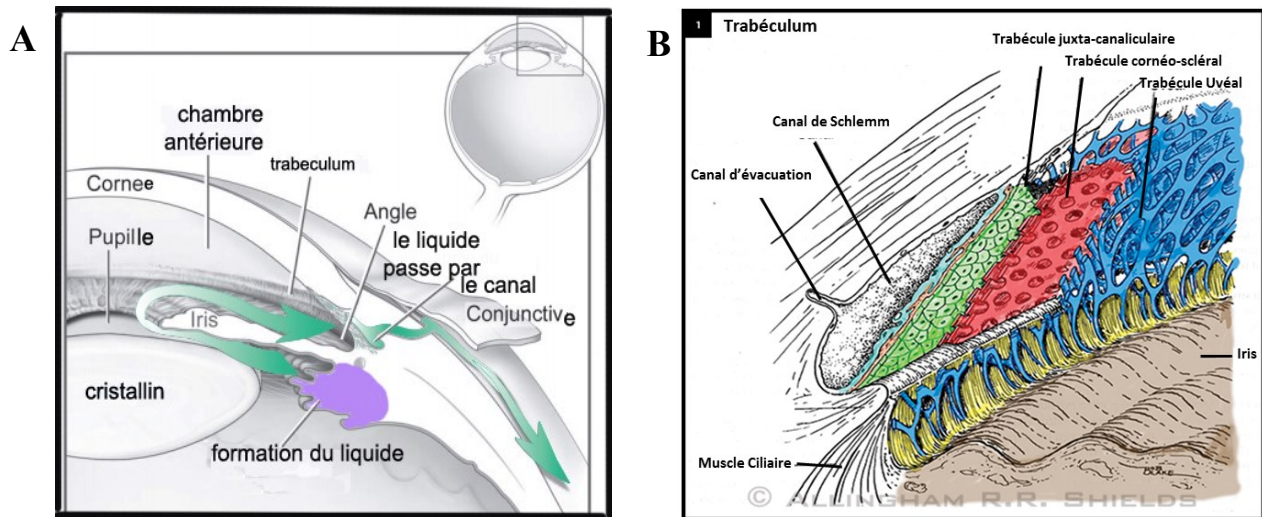 A
chambre
antérieure
trabeculum
Cornee
Angle
Pupille
le liquide
passe par
le canal
Conjonctive
Iris
cristallin
formation du liquide
B
1 Trabéculum
Trabécule juxta-canaliculaire
Trabécule cornéo-scléral
Trabécule Uvéal
Canal de Schlemm
Canal d'évacuation
Iris
Muscle Ciliaire
© ALLINGHAM R.R. SHIELDS